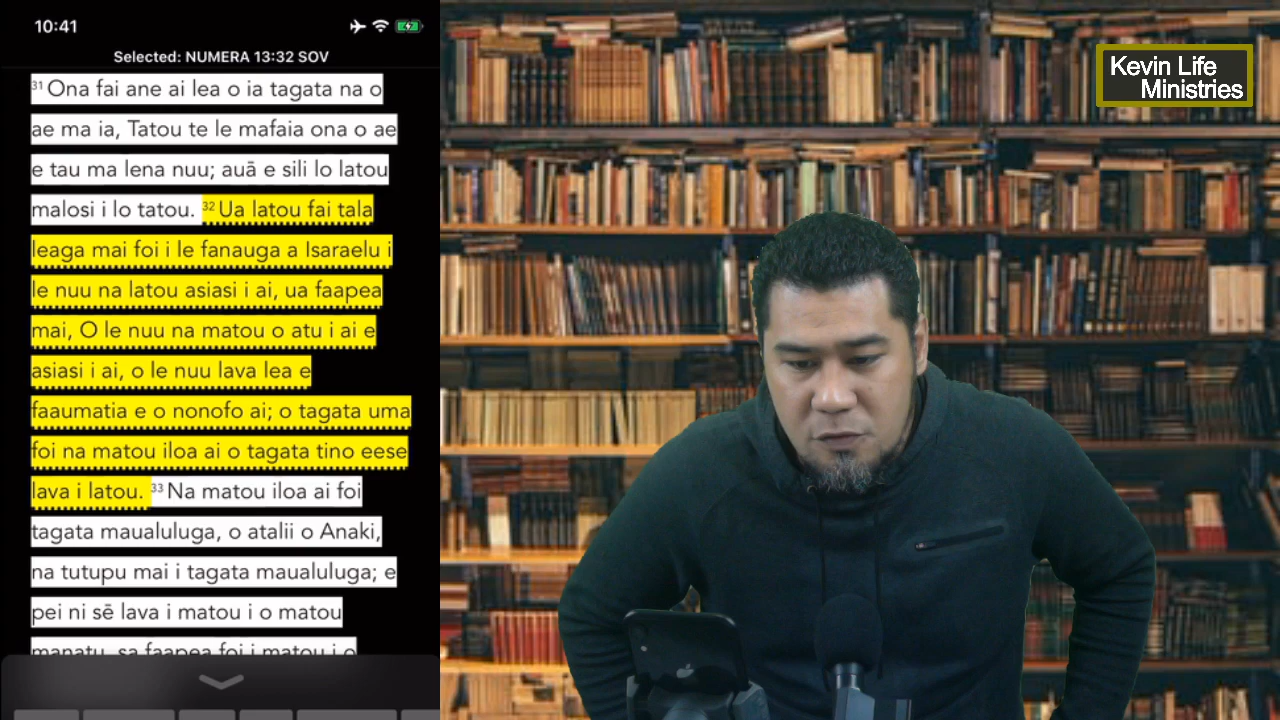 10:41
Selected: NUMERA 13:32 SOV
31 Ona fai ane ai lea o ia tagata na o
ae ma ia, Tatou te le mafaia ona o ae
e tau ma lena nuu; auā e sili lo latou
malosi i lo tatou. 32 Ua latou fai tala
leaga mai foi i le fanauga a Isaraelu i
le nuu na latou asiasi i ai, ua faapea
mai, O le nuu na matou o atu i ai e
asiasi i ai, o le nuu lava lea e
faaumatia e o nonofo ai; o tagata uma
foi na matou iloa ai o tagata tino eese
lava i latou. 33 Na matou iloa ai foi
tagata maualuluga, o atalii o Anaki,
na tutupu mai i tagata maualuluga; e
pei ni sē lava i matou i o matou
manatu, sa faapea foi i matou i o
Kevin Life
Ministries